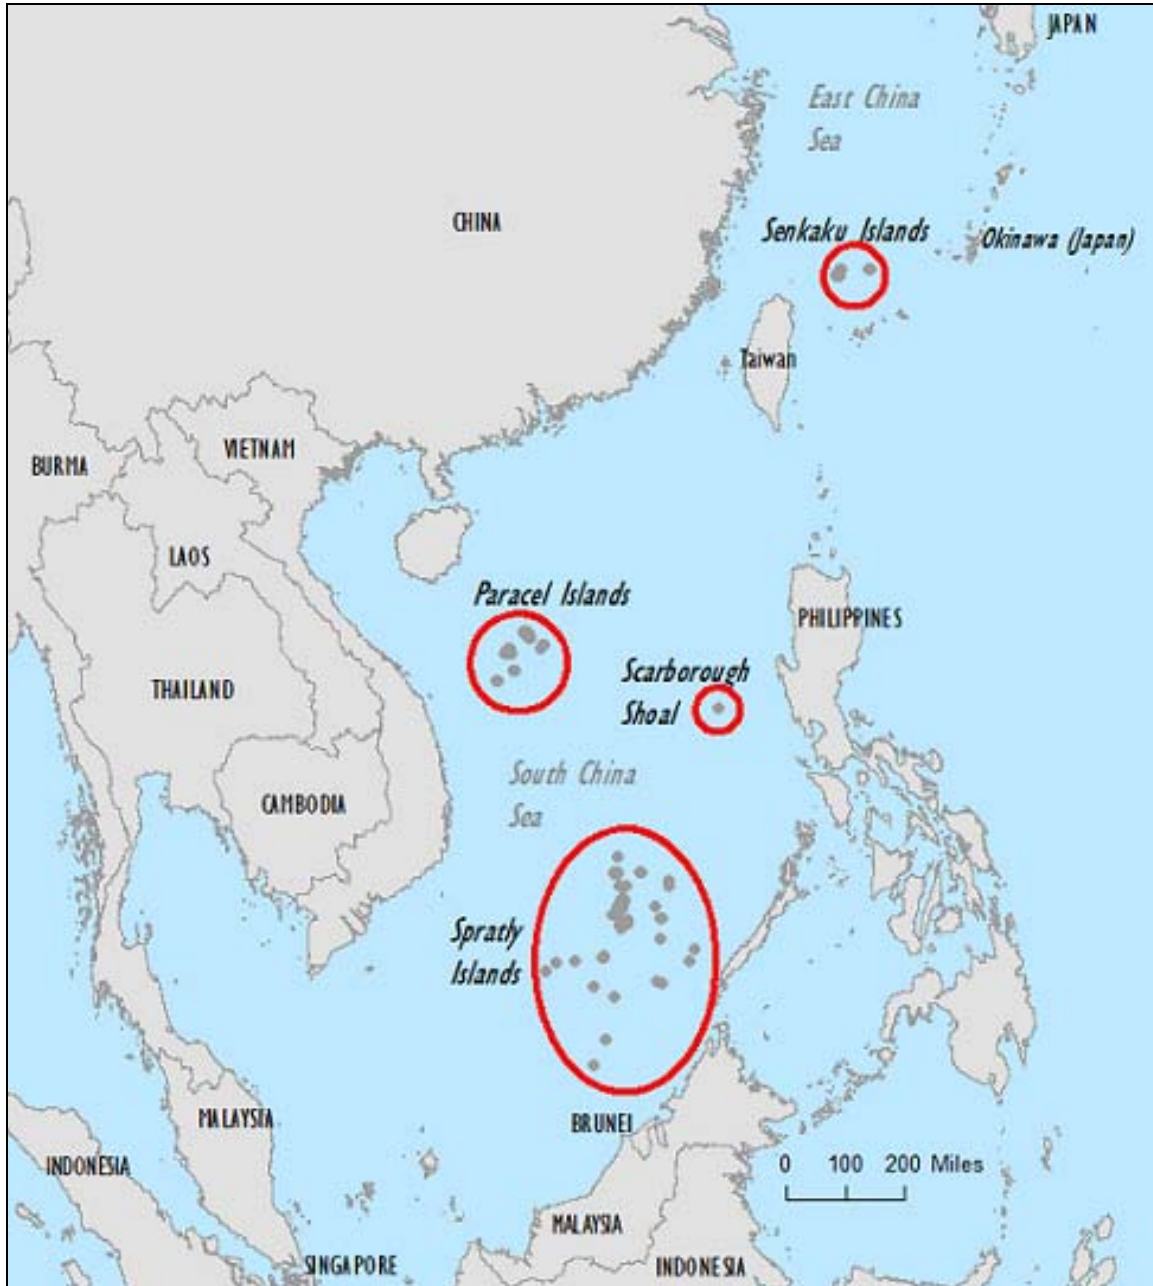 JAPAN
East China
Sea
CHINA
Senkaku Islands
Okinawa (Japan)
Taiwan
VIETNAM
BURMA
LAOS
Paracel Islands
PHILIPPINES
Scarborough
Shoal
THAILAND
South China
Sea
CAMBODIA
Spratly
Islands
MALAYSIA
BRUNEI
INDONESIA
0 100 200 Miles
MALAYSIA
SINGAPORE
INDONESIA